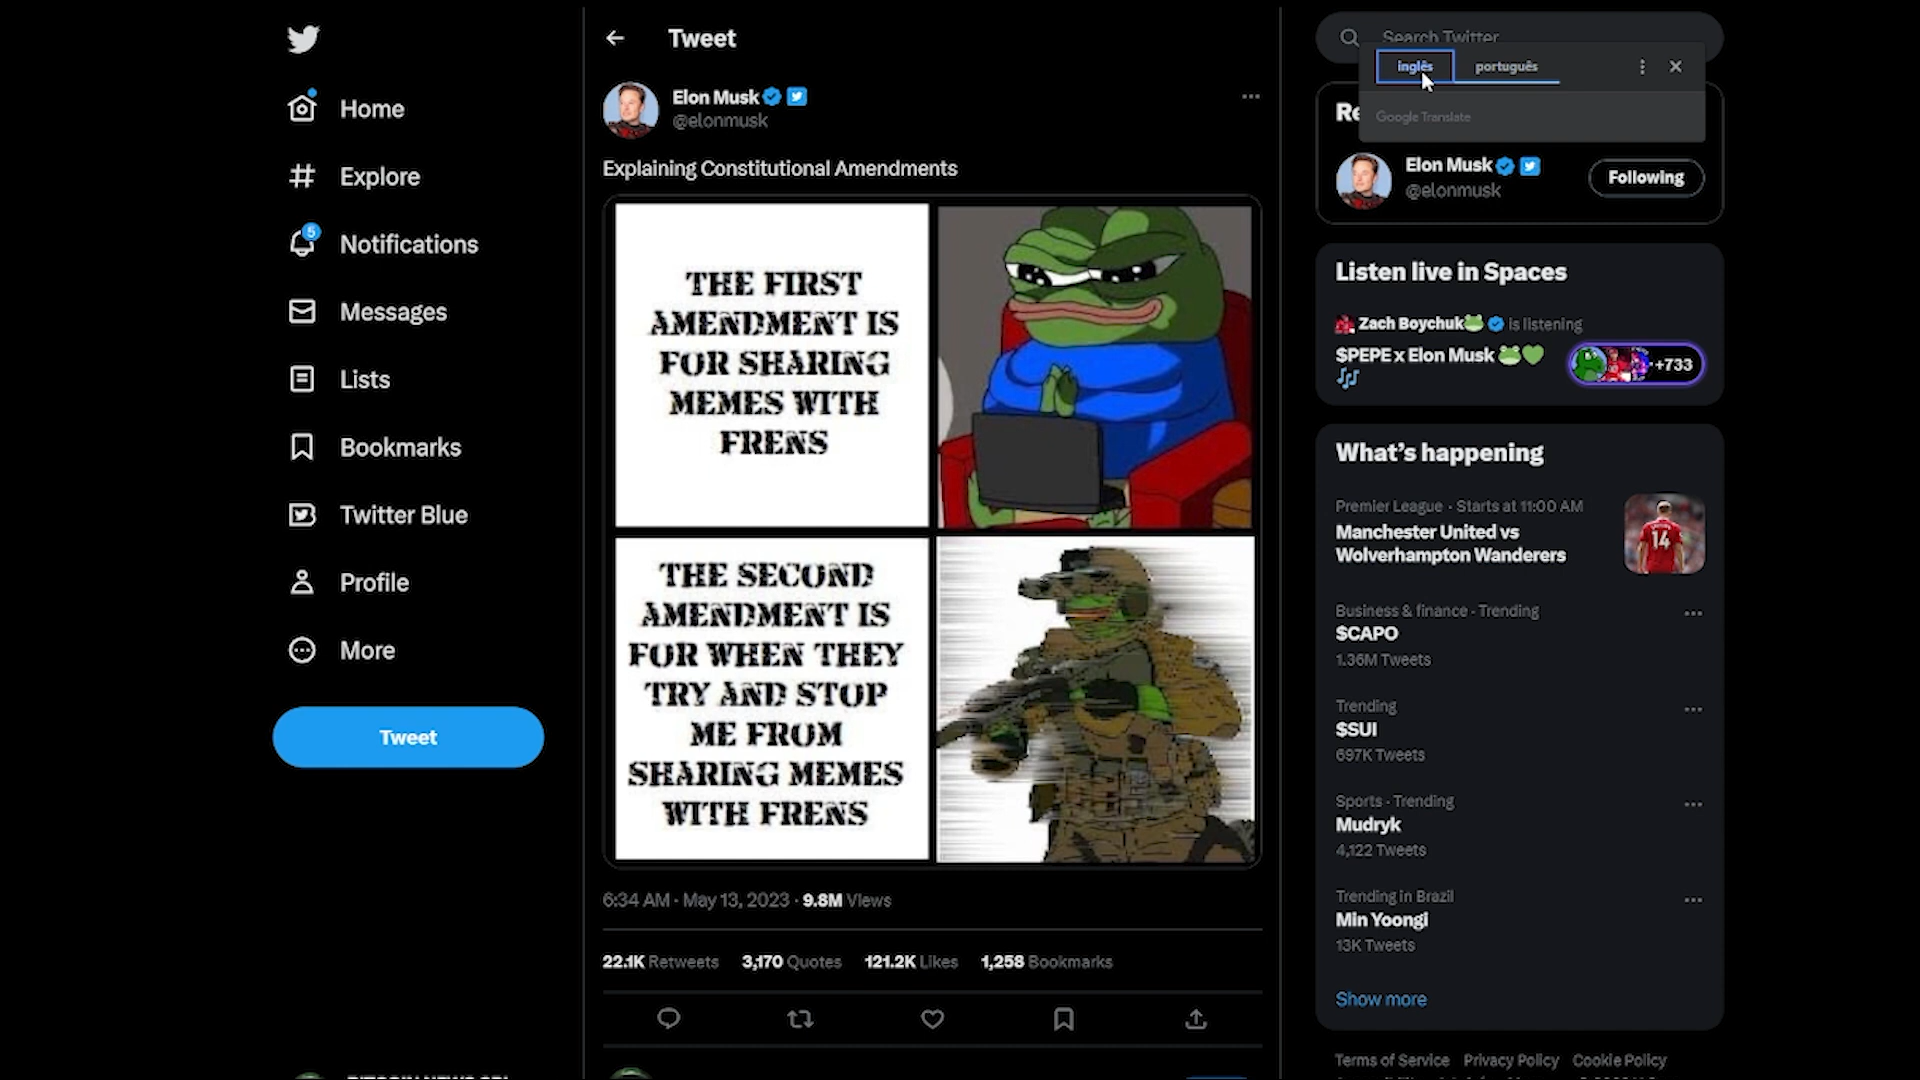 Home
Explore
5
Notifications
Messages
Lists
Bookmarks
Twitter Blue
Profile
More
Tweet
Tweet
Elon Musk
@elonmusk
Explaining Constitutional Amendments
THE FIRST
AMENDMENT IS
FOR SHARING
MEMES WITH
FRENS
THE SECOND
AMENDMENT IS
FOR WHEN THEY
TRY AND STOP
ME FROM
SHARING MEMES
WITH FRENS
6:34 AM · May 13, 2023 · 9.8M Views
22.1K Retweets 3,170 Quotes 121.2K Likes 1,258 Bookmarks
Search Twitter
inglês português
Google Translate
Re
Elon Musk
@elonmusk
Following
Listen live in Spaces
Zach Boychuk🐸 is listening
$PEPE x Elon Musk 🐸💚
🎶
+733
What's happening
Premier League · Starts at 11:00 AM
Manchester United vs
Wolverhampton Wanderers
14
Business & finance · Trending
$CAPO
1.36M Tweets
Trending
$SUI
697K Tweets
Sports · Trending
Mudryk
4,122 Tweets
Trending in Brazil
Min Yoongi
13K Tweets
Show more
Terms of Service Privacy Policy Cookie Policy